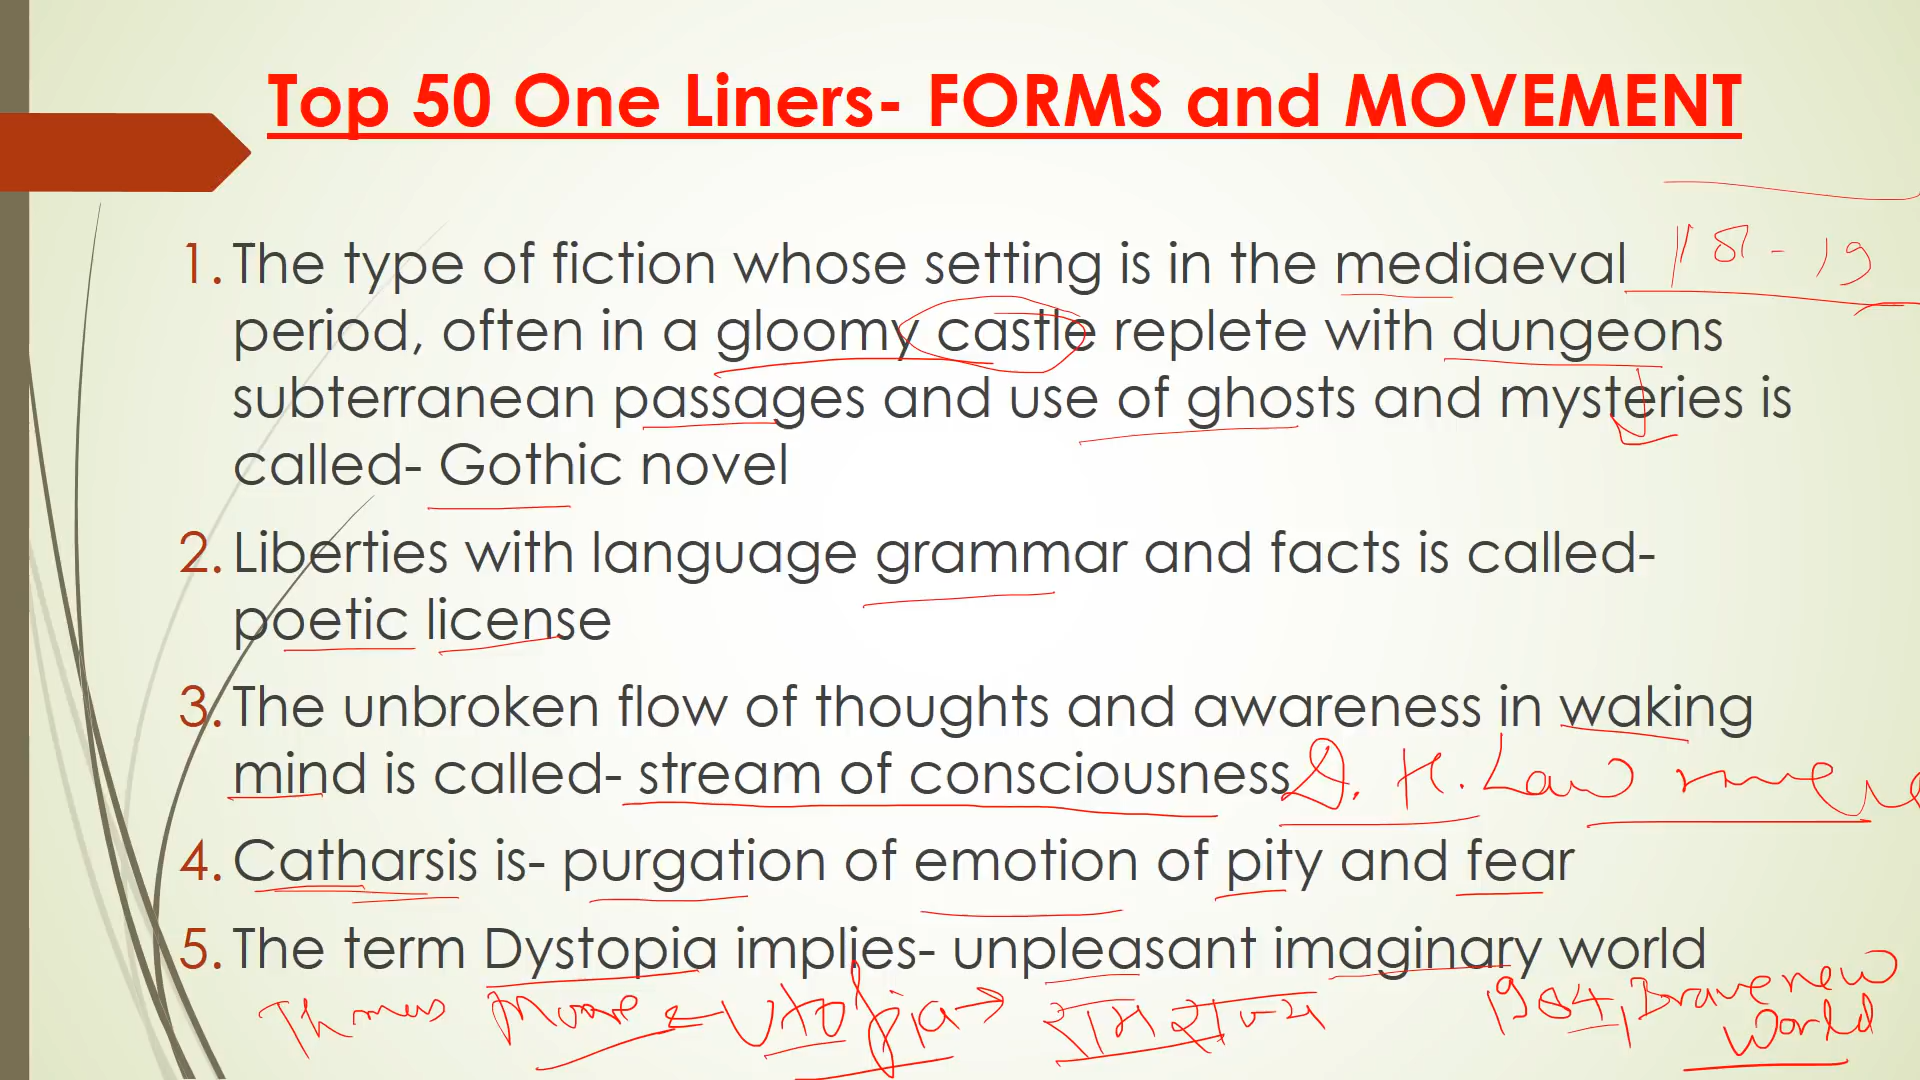 Top 50 One Liners- FORMS and MOVEMENT
1. The type of fiction whose setting is in the mediaeval 18 - 19
period, often in a gloomy castle replete with dungeons
subterranean passages and use of ghosts and mysteries is
called- Gothic novel
2. Liberties with language grammar and facts is called-
poetic license
3. The unbroken flow of thoughts and awareness in waking
mind is called- stream of consciousness D. H. Law
4. Catharsis is- purgation of emotion of pity and fear
5. The term Dystopia implies- unpleasant imaginary world
Thomas Moore Utopia → 1984, Brave new
World